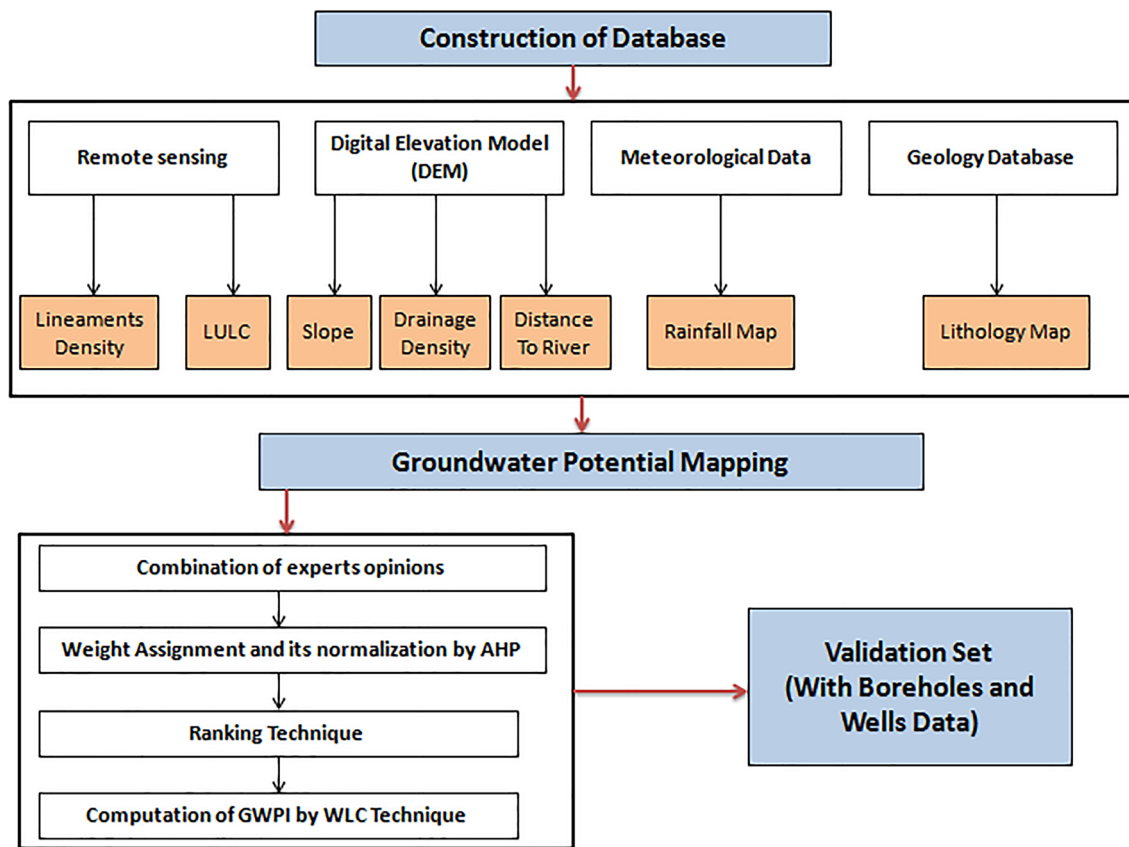 Construction of Database
Remote sensing
Digital Elevation Model
(DEM)
Meteorological Data
Geology Database
Lineaments
Density
LULC
Slope
Drainage
Density
Distance
To River
Rainfall Map
Lithology Map
Groundwater Potential Mapping
Combination of experts opinions
Weight Assignment and its normalization by AHP
Ranking Technique
Computation of GWPI by WLC Technique
Validation Set
(With Boreholes and
Wells Data)